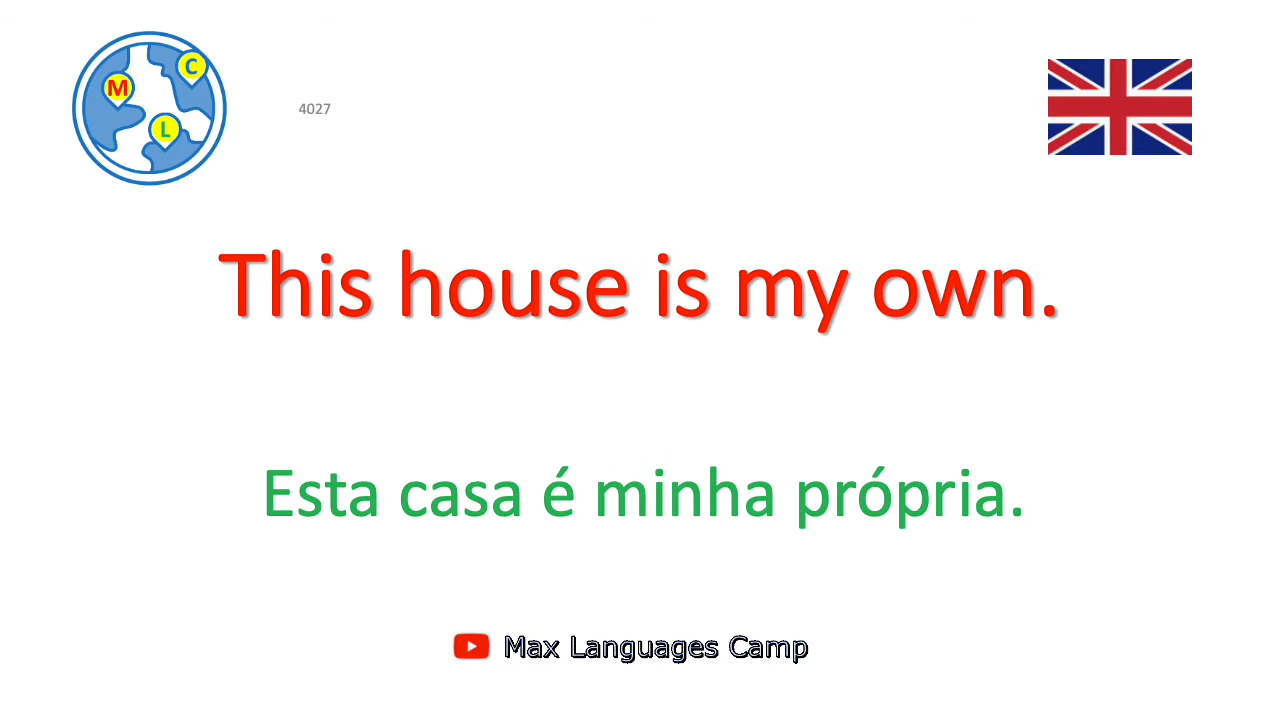 C
M
L
4027
This house is my own.
Esta casa é minha própria.
Max Languages Camp